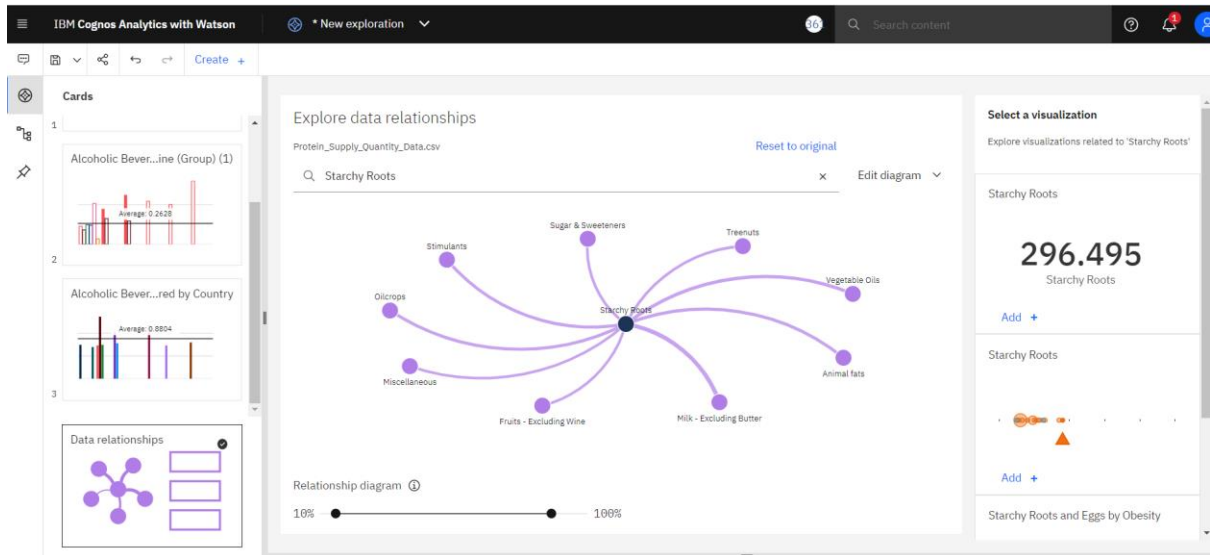 IBM Cognos Analytics with Watson
* New exploration
Search content
1
Create +
Cards
1
Alcoholic Bever...ine (Group) (1)
Average: 0.2628
2
Alcoholic Bever...red by Country
Average: 0.8804
3
Data relationships
Explore data relationships
Protein_Supply_Quantity_Data.csv
Reset to original
Starchy Roots
Edit diagram
Sugar & Sweeteners
Treenuts
Stimulants
Vegetable Oils
Oilcrops
Starchy Roots
Miscellaneous
Animal fats
Fruits - Excluding Wine
Milk - Excluding Butter
Relationship diagram
10%
100%
Select a visualization
Explore visualizations related to 'Starchy Roots'
Starchy Roots
296.495
Starchy Roots
Add +
Starchy Roots
Add +
Starchy Roots and Eggs by Obesity